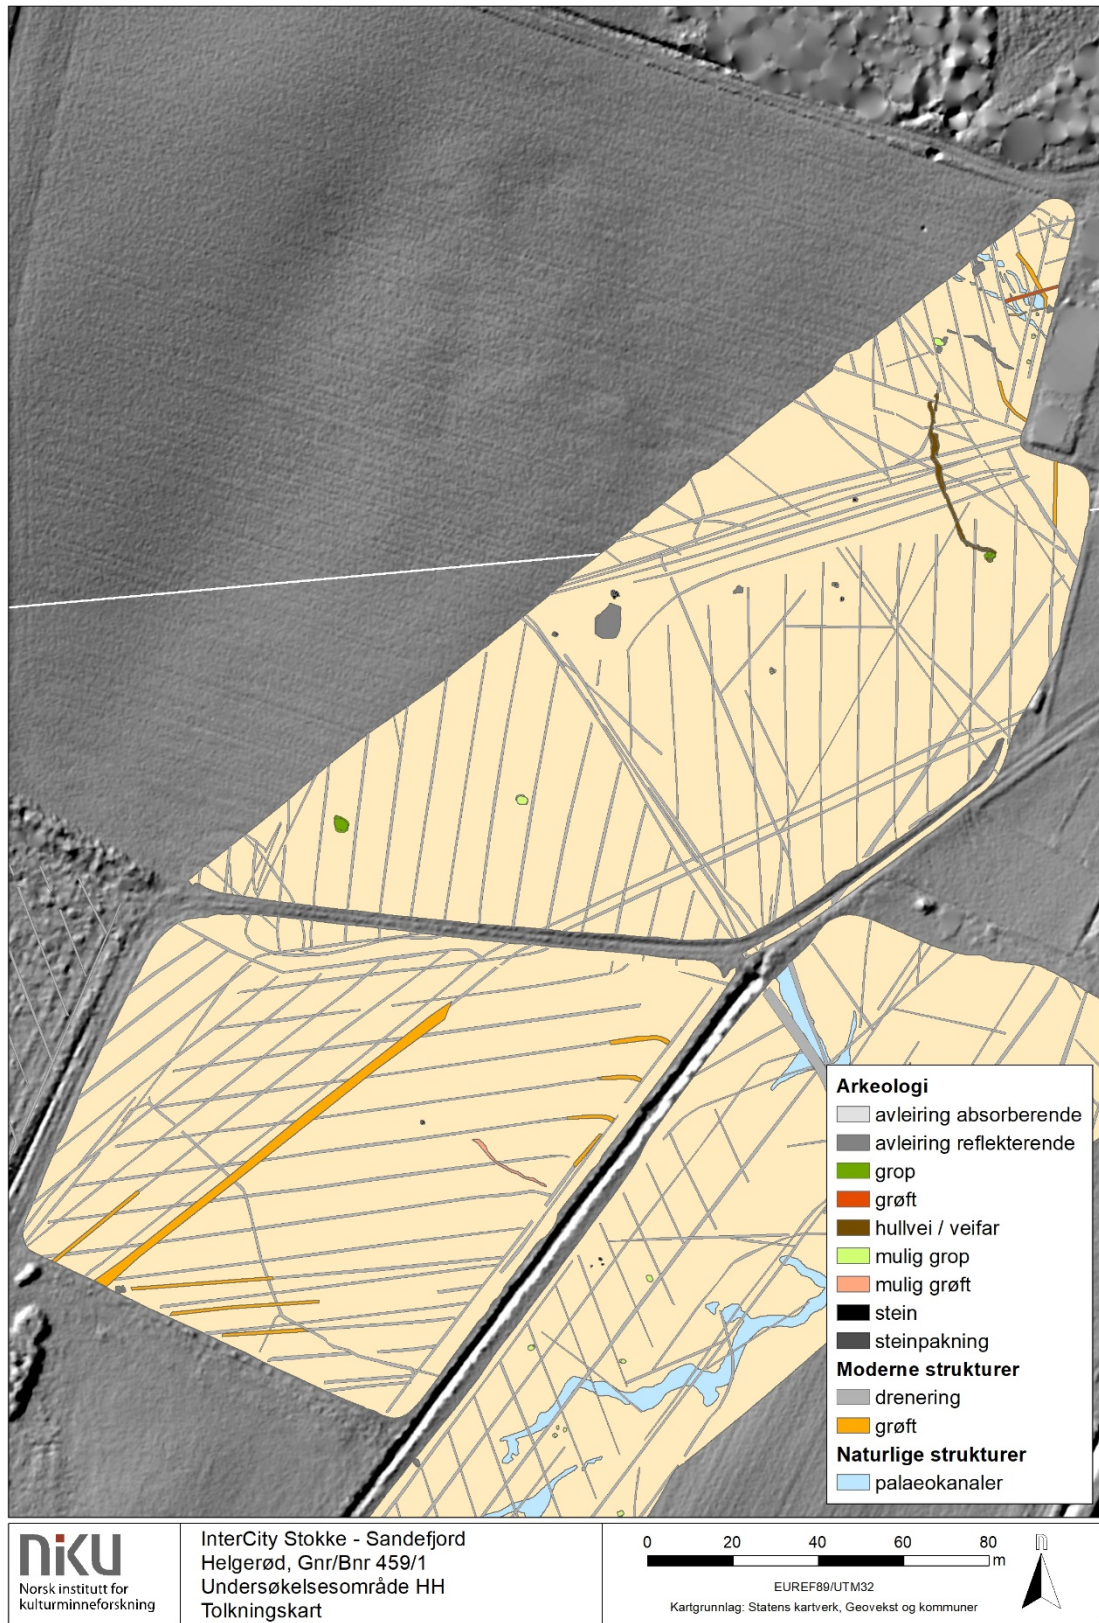 Arkeologi
avleiring absorberende
avleiring reflekterende
grop
grøft
hullvei / veifar
mulig grop
mulig grøft
stein
steinpakning
Moderne strukturer
drenering
grøft
Naturlige strukturer
palaeokanaler
niku
Norsk institutt for
kulturminneforskning
InterCity Stokke - Sandefjord
Helgerød, Gnr/Bnr 459/1
Undersøkelsesområde HH
Tolkningskart
0 20 40 60 80
m
EUREF89/UTM32
Kartgrunnlag: Statens kartverk, Geovekst og kommuner
n